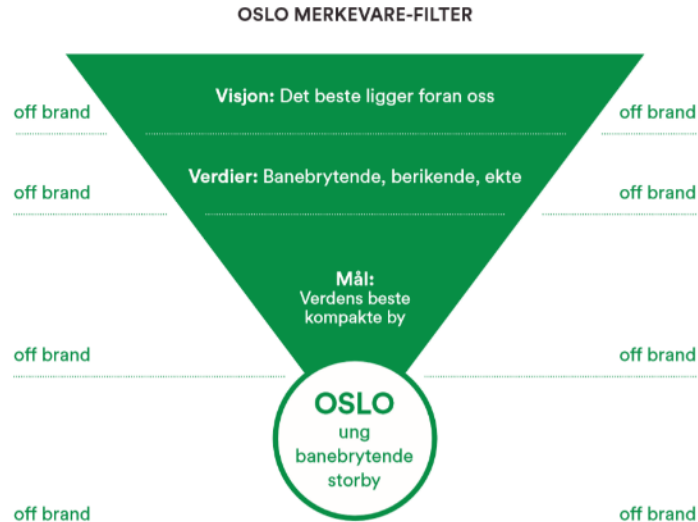 OSLO MERKEVARE-FILTER
Visjon: Det beste ligger foran oss
off brand
off brand
Verdier: Banebrytende, berikende, ekte
off brand
off brand
Mål:
Verdens beste
kompakte by
off brand
off brand
OSLO
ung
banebrytende
storby
off brand
off brand